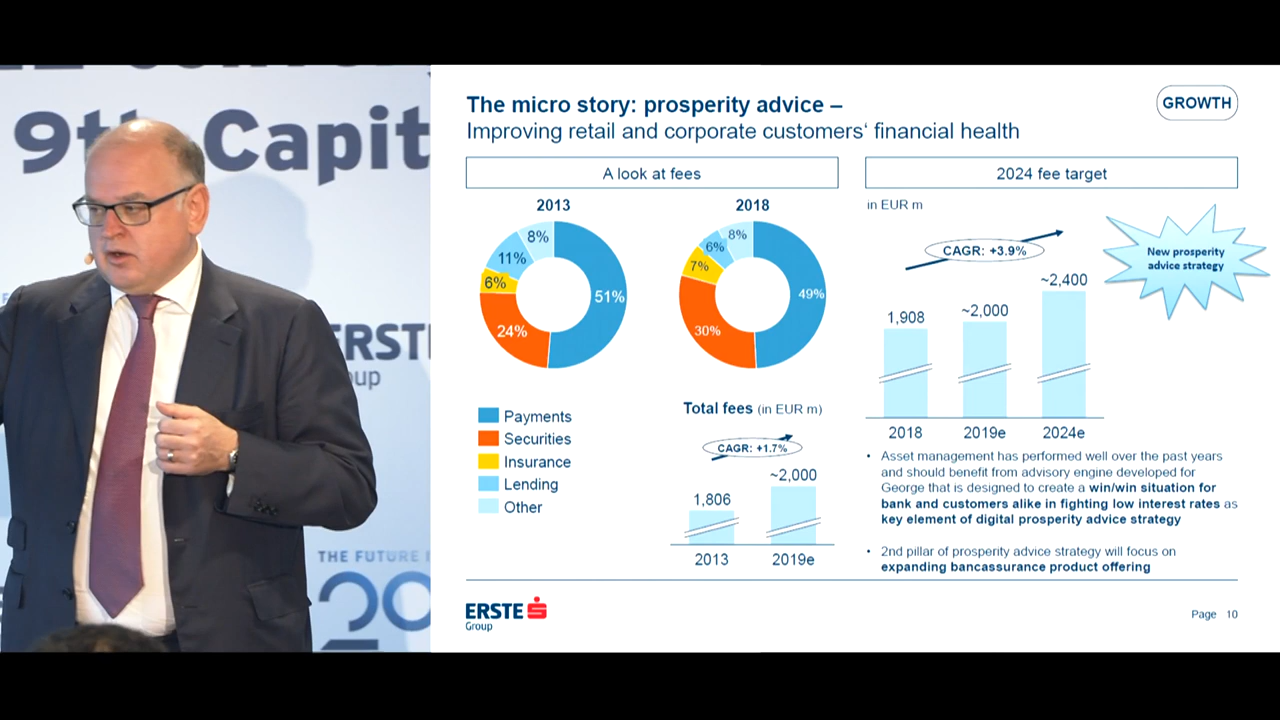 9th Capit
ERST
oup
THE FUTURE
20
The micro story: prosperity advice –
Improving retail and corporate customers‘ financial health
GROWTH
A look at fees
2013
2018
8%
11%
6%
24%
51%
8%
6%
7%
30%
49%
Payments
Securities
Insurance
Lending
Other
Total fees (in EUR m)
CAGR: +1.7%
1,806
~2,000
2013
2019e
2024 fee target
in EUR m
CAGR: +3.9%
New prosperity
advice strategy
1,908
~2,000
~2,400
2018
2019e
2024e
• Asset management has performed well over the past years
and should benefit from advisory engine developed for
George that is designed to create a win/win situation for
bank and customers alike in fighting low interest rates as
key element of digital prosperity advice strategy
• 2nd pillar of prosperity advice strategy will focus on
expanding bancassurance product offering
ERSTE
Group
Page 10